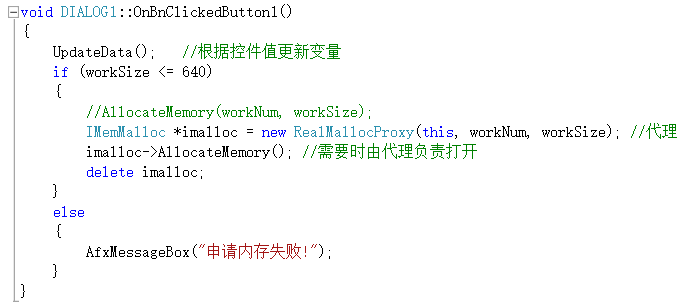 void DIALOG1::OnBnClickedButton1()
{
    UpdateData();   //根据控件值更新变量
    if (workSize <= 640)
    {
        //AllocateMemory(workNum, workSize);
        IMemMalloc *imalloc = new RealMallocProxy(this, workNum, workSize); //代理
        imalloc->AllocateMemory(); //需要时由代理负责打开
        delete imalloc;
    }
    else
    {
        AfxMessageBox("申请内存失败!");
    }
}